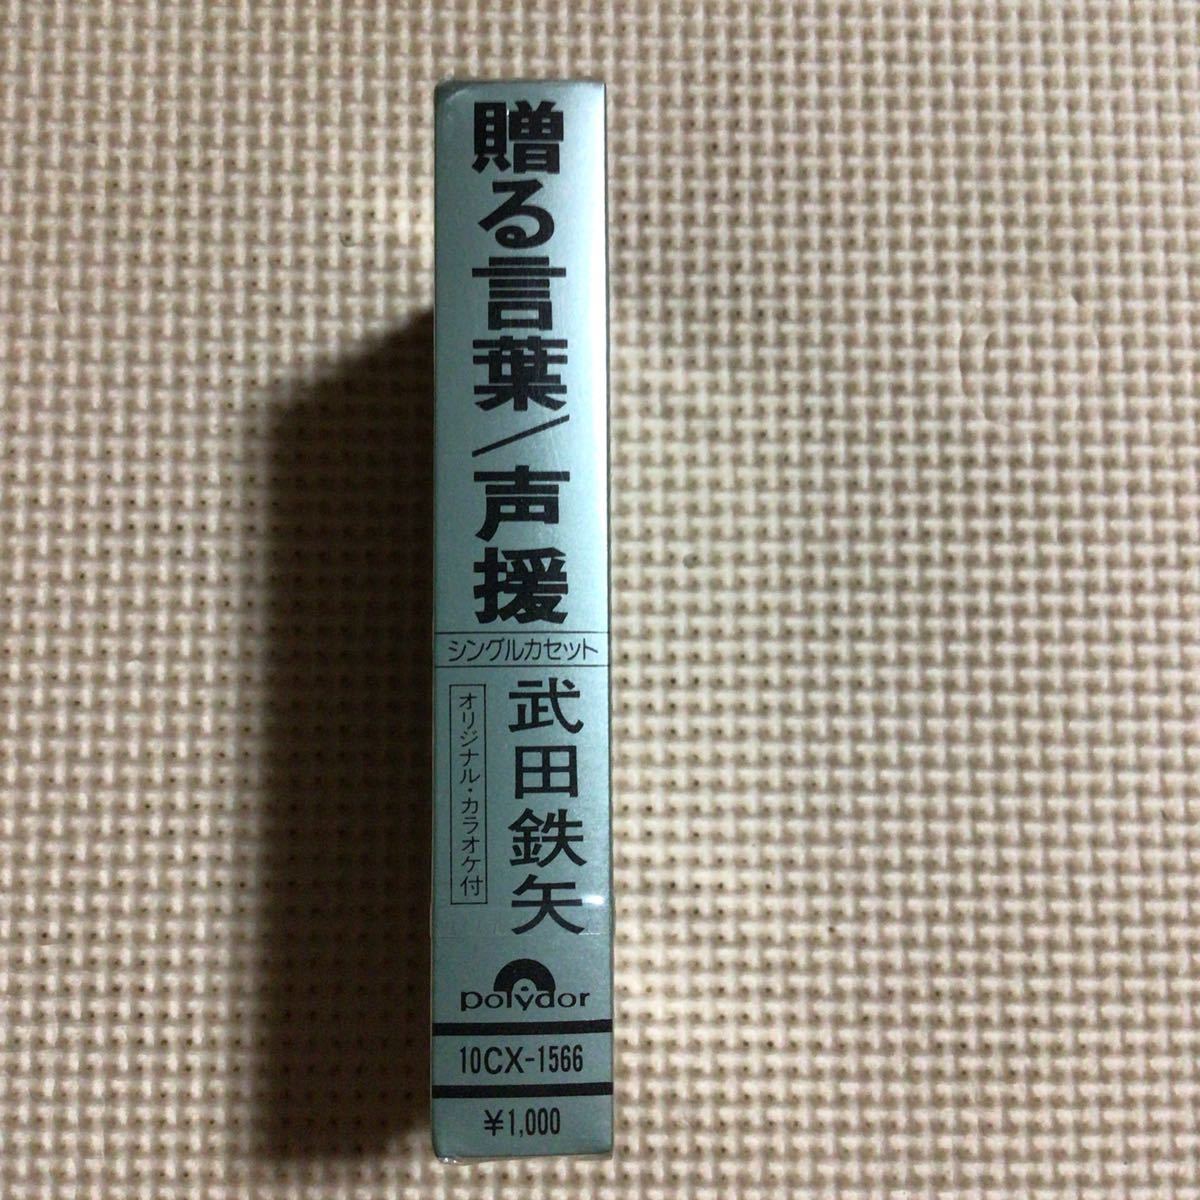 贈る言葉/声援
シングルカセット
武田鉄矢
オリジナル・カラオケ付
polydor
10CX-1566
¥1,000